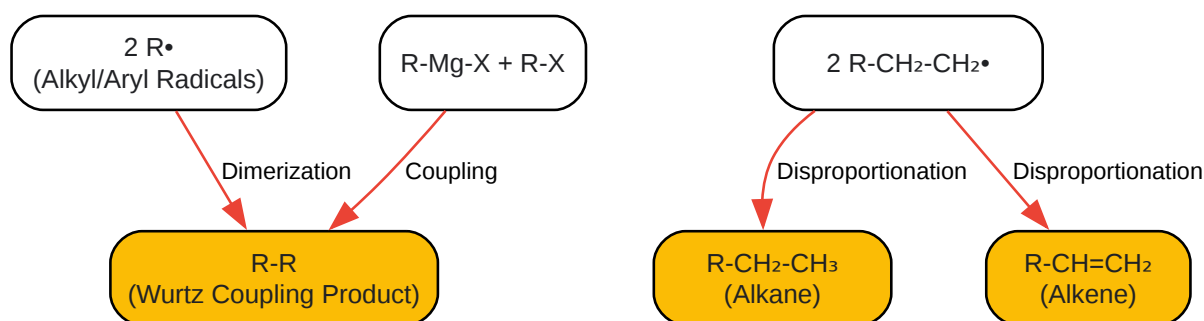 2 R•
(Alkyl/Aryl Radicals)
R-Mg-X + R-X
2 R-CH₂-CH₂•
Dimerization
Coupling
Disproportionation
Disproportionation
R-R
(Wurtz Coupling Product)
R-CH₂-CH₃
(Alkane)
R-CH=CH₂
(Alkene)